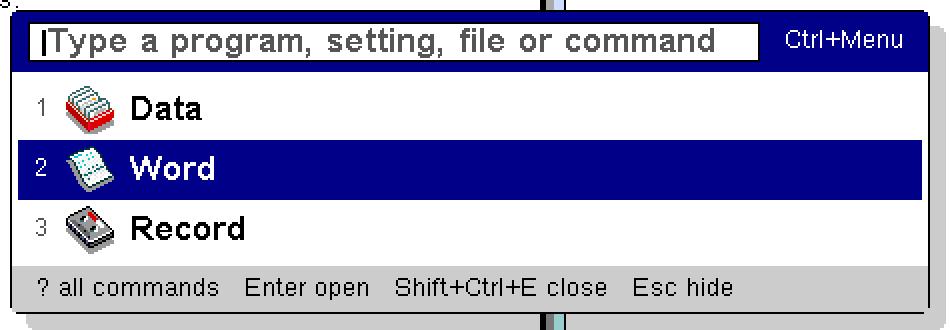 s.
Type a program, setting, file or command Ctrl+Menu
1 Data
2 Word
3 Record
? all commands Enter open Shift+Ctrl+E close Esc hide